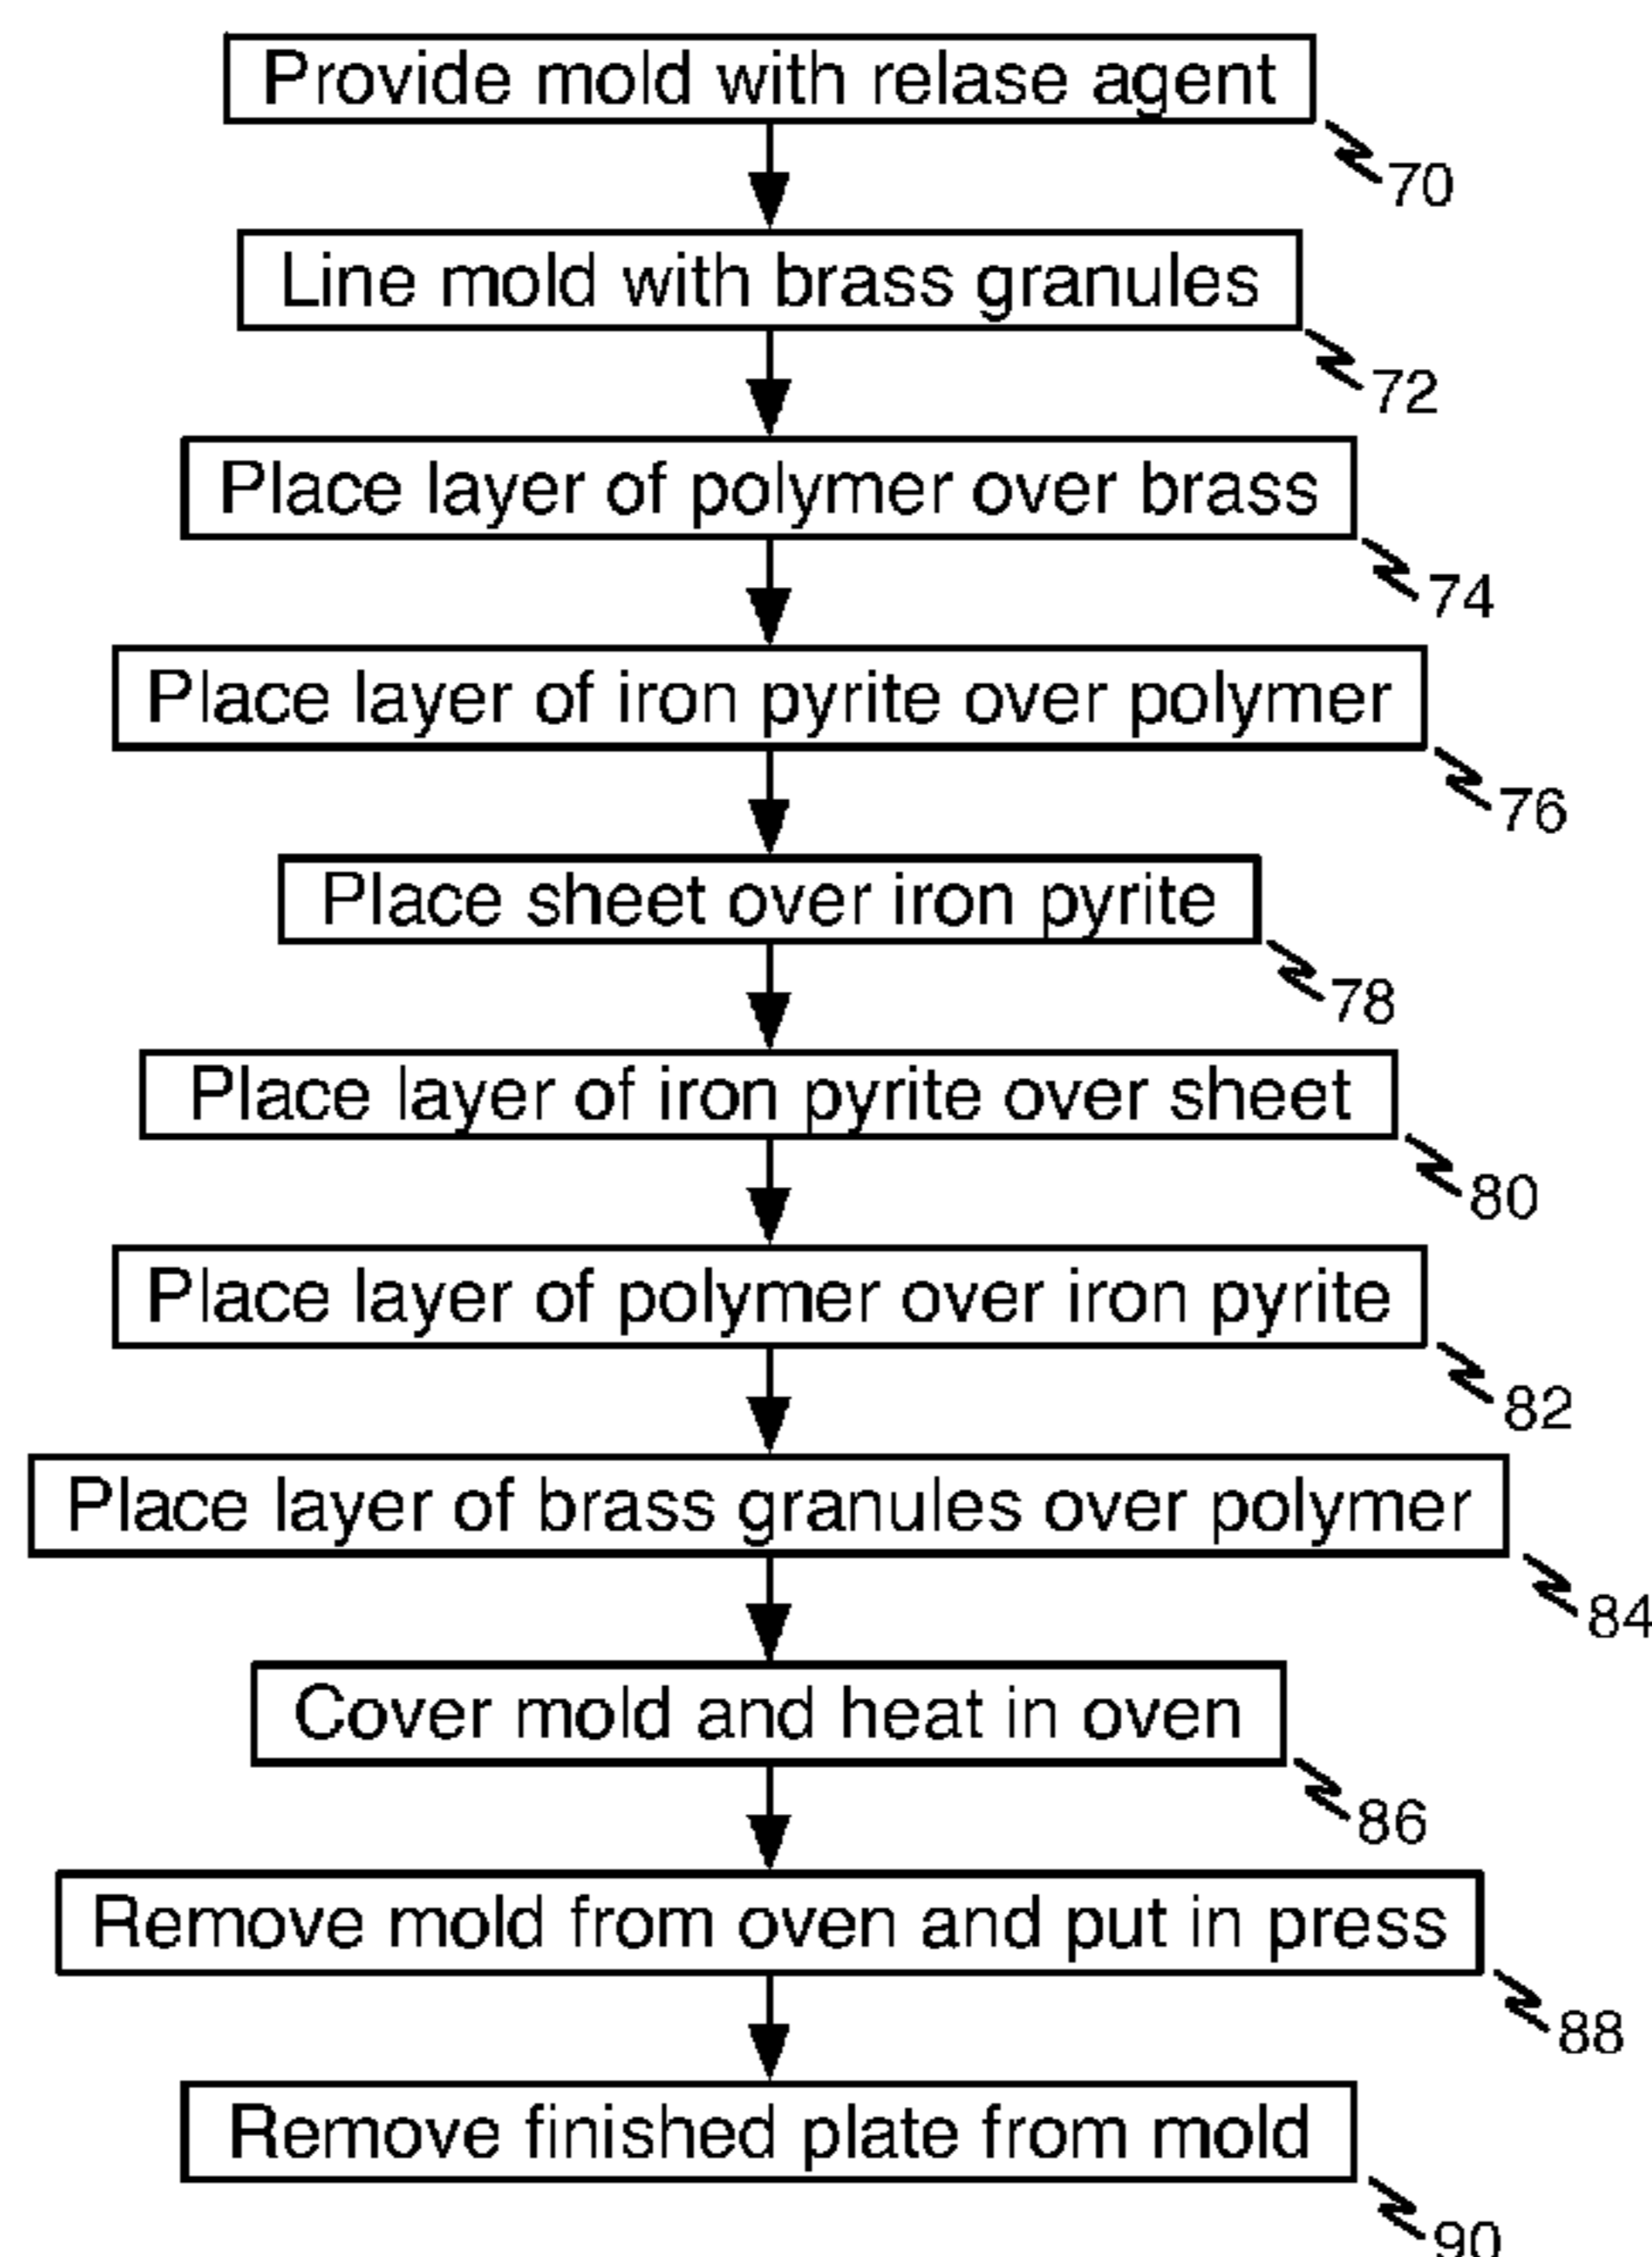 Provide mold with relase agent
70
Line mold with brass granules
72
Place layer of polymer over brass
74
Place layer of iron pyrite over polymer
76
Place sheet over iron pyrite
78
Place layer of iron pyrite over sheet
80
Place layer of polymer over iron pyrite
82
Place layer of brass granules over polymer
84
Cover mold and heat in oven
86
Remove mold from oven and put in press
88
Remove finished plate from mold
90